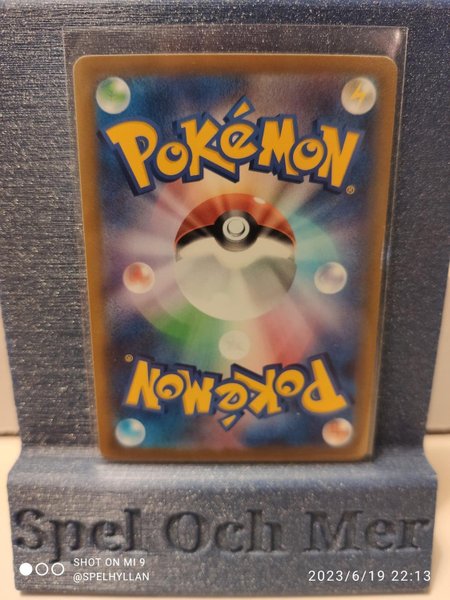 POKÉMON®
POKÉMON®
Spel Och Mer
SHOT ON MI 9
@SPELHYLLAN
2023/6/19 22:13